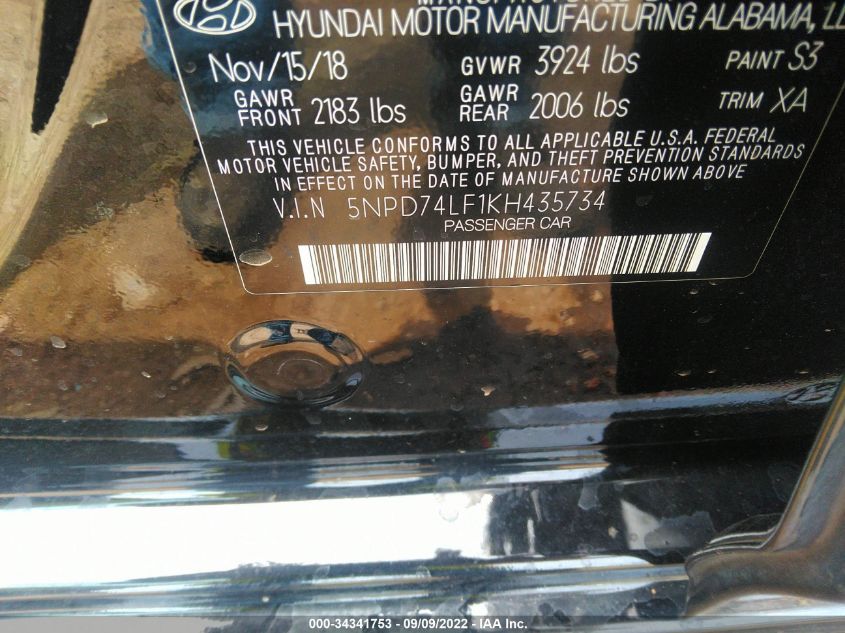 HYUNDAI MOTOR MANUFACTURING ALABAMA,
Nov/15/18 GVWR 3924 lbs PAINT S3
GAWR FRONT 2183 lbs GAWR REAR 2006 lbs TRIM XA
THIS VEHICLE CONFORMS TO ALL APPLICABLE U.S.A. FEDERAL
MOTOR VEHICLE SAFETY, BUMPER, AND THEFT PREVENTION STANDARDS
IN EFFECT ON THE DATE OF MANUFACTURE SHOWN ABOVE
V.I.N 5NPD74LF1KH435734
PASSENGER CAR
000-34341753 - 09/09/2022 - IAA Inc.